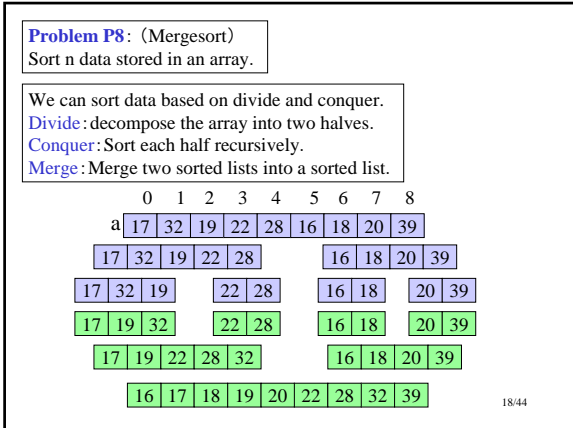 Problem P8:（Mergesort）
Sort n data stored in an array.
We can sort data based on divide and conquer.
Divide:decompose the array into two halves.
Conquer:Sort each half recursively.
Merge:Merge two sorted lists into a sorted list.
0 1 2 3 4 5 6 7 8
a 17 32 19 22 28 16 18 20 39
17 32 19 22 28 16 18 20 39
17 32 19 22 28 16 18 20 39
17 19 32 22 28 16 18 20 39
17 19 22 28 32 16 18 20 39
16 17 18 19 20 22 28 32 39
18/44